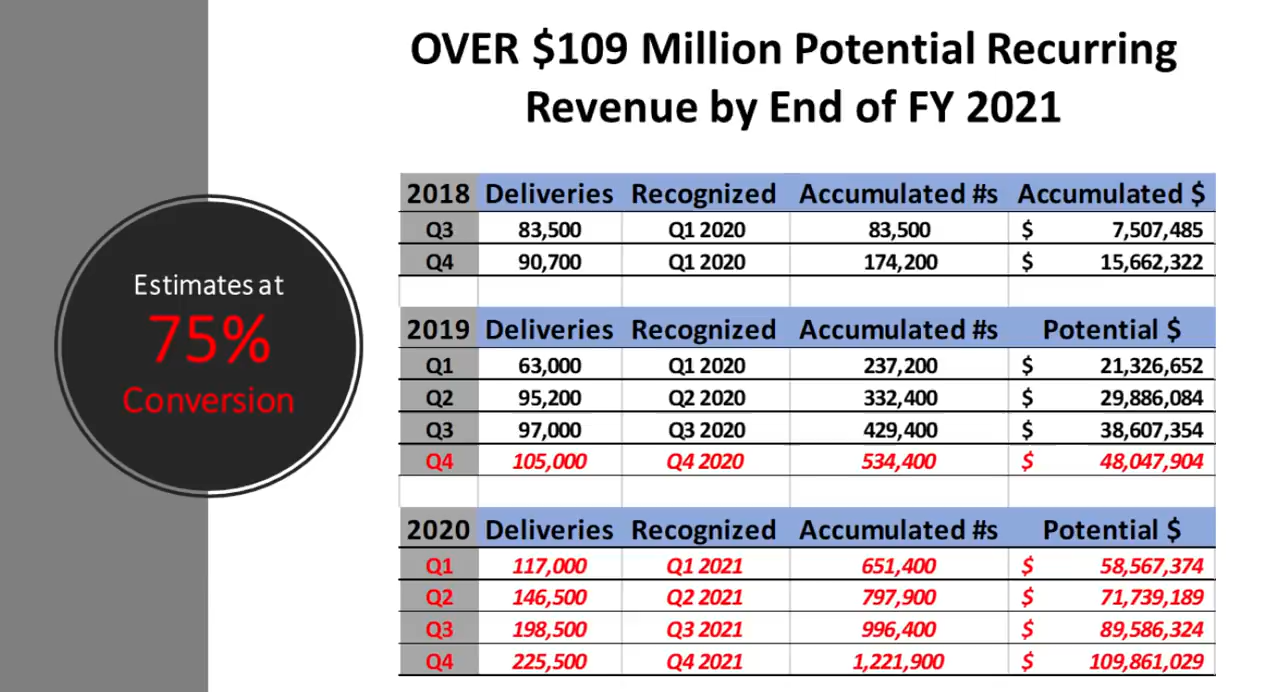 OVER $109 Million Potential Recurring
Revenue by End of FY 2021
Estimates at
75%
Conversion
2018 Deliveries Recognized Accumulated #s Accumulated $
Q3 83,500 Q1 2020 83,500 $ 7,507,485
Q4 90,700 Q1 2020 174,200 $ 15,662,322
2019 Deliveries Recognized Accumulated #s Potential $
Q1 63,000 Q1 2020 237,200 $ 21,326,652
Q2 95,200 Q2 2020 332,400 $ 29,886,084
Q3 97,000 Q3 2020 429,400 $ 38,607,354
Q4 105,000 Q4 2020 534,400 $ 48,047,904
2020 Deliveries Recognized Accumulated #s Potential $
Q1 117,000 Q1 2021 651,400 $ 58,567,374
Q2 146,500 Q2 2021 797,900 $ 71,739,189
Q3 198,500 Q3 2021 996,400 $ 89,586,324
Q4 225,500 Q4 2021 1,221,900 $ 109,861,029